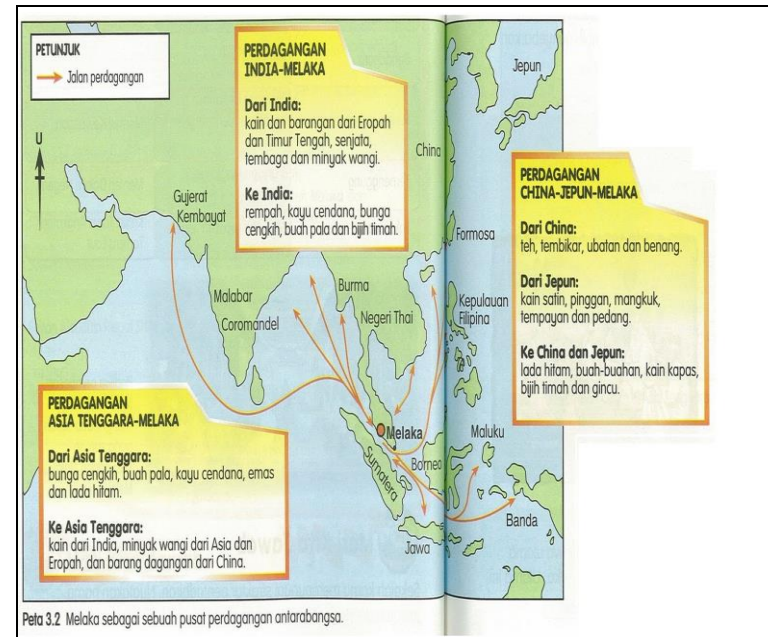 PETUNJUK
Jalan perdagangan
U
PERDAGANGAN
INDIA-MELAKA
Dari India:
kain dan barangan dari Eropah
dan Timur Tengah, senjata,
tembaga dan minyak wangi.
Ke India:
rempah, kayu cendana, bunga
cengkih, buah pala dan bijih timah.
Jepun
China
PERDAGANGAN
CHINA-JEPUN-MELAKA
Dari China:
teh, tembikar, ubatan dan benang.
Dari Jepun:
kain satin, pinggan, mangkuk,
tempayan dan pedang.
Ke China dan Jepun:
lada hitam, buah-buahan, kain kapas,
bijih timah dan gincu.
Gujerat
Kembayat
Formosa
Malabar
Coromandel
Burma
Negeri Thai
Kepulauan
Filipina
PERDAGANGAN
ASIA TENGGARA-MELAKA
Dari Asia Tenggara:
bunga cengkih, buah pala, kayu cendana, emas
dan lada hitam.
Ke Asia Tenggara:
kain dari India, minyak wangi dari Asia dan
Eropah, dan barang dagangan dari China.
Melaka
Maluku
Sumatera
Borneo
Banda
Jawa
Peta 3.2 Melaka sebagai sebuah pusat perdagangan antarabangsa.